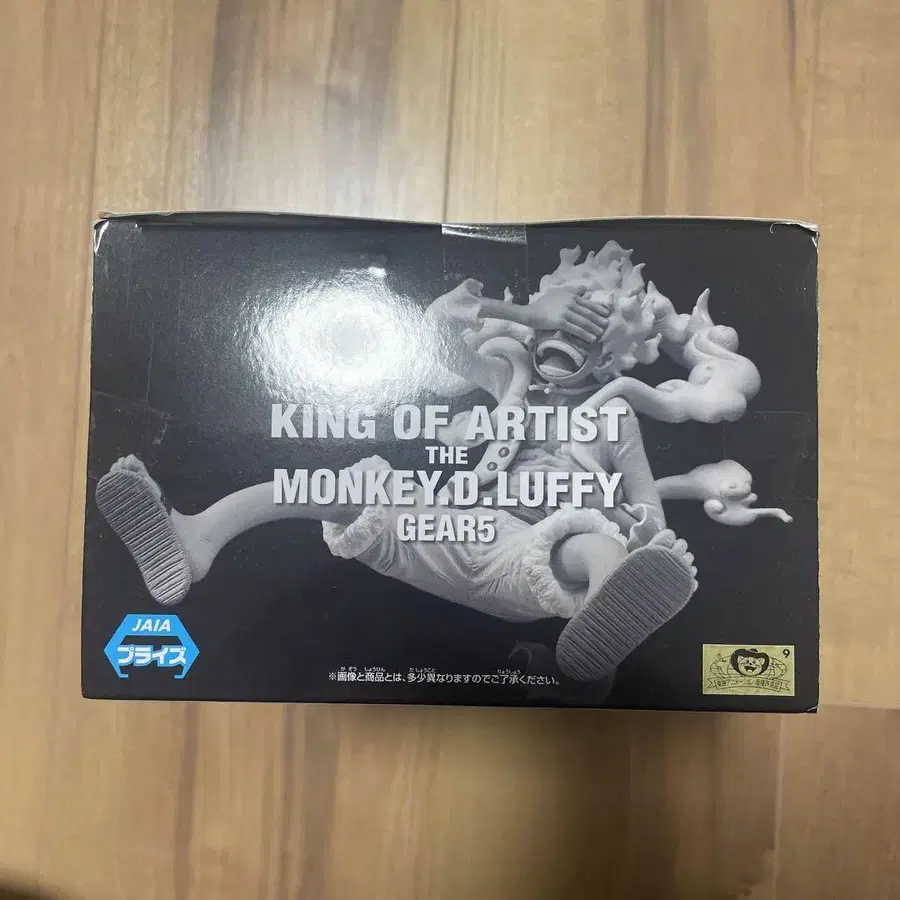 KING OF ARTIST
THE
MONKEY.D.LUFFY
GEAR5
JAIA
プライズ
※画像と商品とは、多少異なりますのでご了承ください。
9